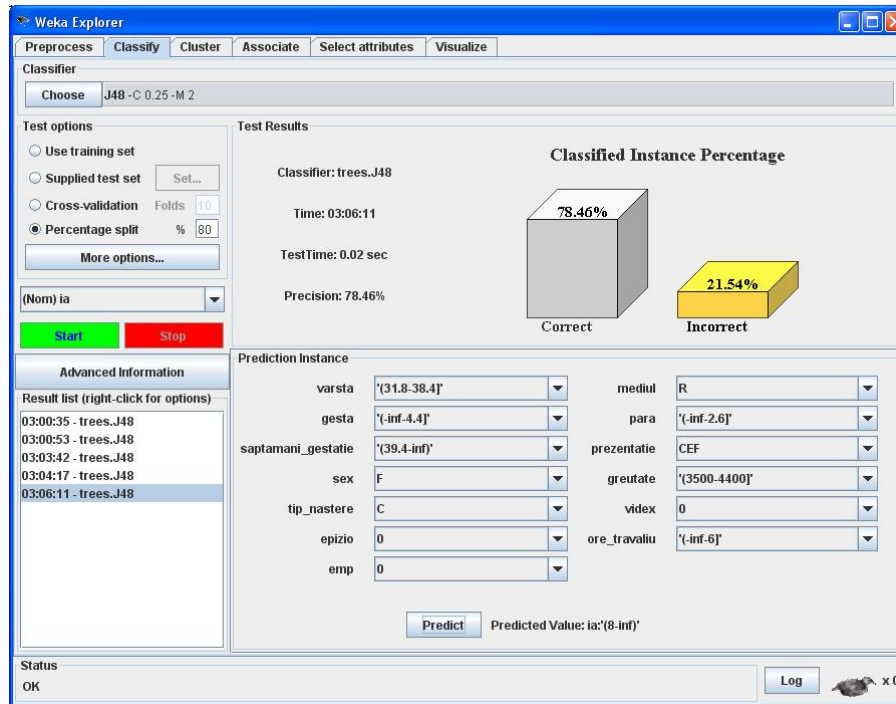 Weka Explorer
Preprocess Classify Cluster Associate Select attributes Visualize
Classifier
Choose J48 -C 0.25 -M 2
Test options
Use training set
Supplied test set Set...
Cross-validation Folds 10
Percentage split % 80
More options...
(Nom) ia
Start Stop
Advanced Information
Result list (right-click for options)
03:00:35 - trees.J48
03:00:53 - trees.J48
03:03:42 - trees.J48
03:04:17 - trees.J48
03:06:11 - trees.J48
Test Results
Classifier: trees.J48
Time: 03:06:11
TestTime: 0.02 sec
Precision: 78.46%
Classified Instance Percentage
78.46%
21.54%
Correct Incorrect
Prediction Instance
varsta '(31.8-38.4]' mediul R
gesta '(-inf-4.4]' para '(-inf-2.6]'
saptamani_gestatie '(39.4-inf)' prezentatie CEF
sex F greutate '(3500-4400]'
tip_nastere C videx 0
epizio 0 ore_travaliu '(-inf-6]'
emp 0
Predict Predicted Value: ia:'(8-inf)'
Status
OK
Log x 0